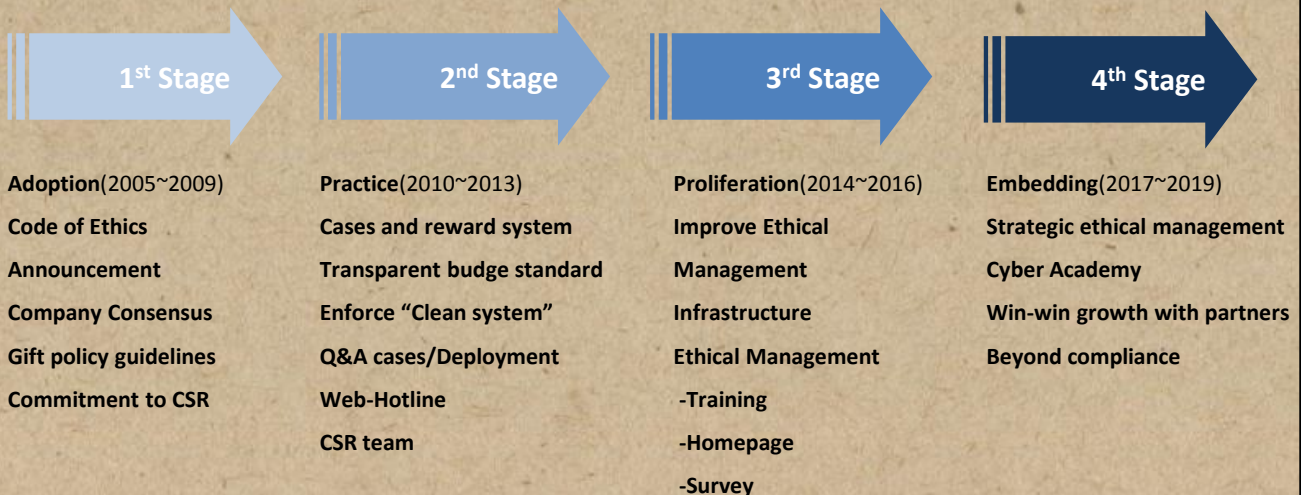 1st Stage
2nd Stage
3rd Stage
4th Stage
Adoption(2005~2009)
Code of Ethics
Announcement
Company Consensus
Gift policy guidelines
Commitment to CSR
Practice(2010~2013)
Cases and reward system
Transparent budge standard
Enforce “Clean system”
Q&A cases/Deployment
Web-Hotline
CSR team
Proliferation(2014~2016)
Improve Ethical
Management
Infrastructure
Ethical Management
-Training
-Homepage
-Survey
Embedding(2017~2019)
Strategic ethical management
Cyber Academy
Win-win growth with partners
Beyond compliance